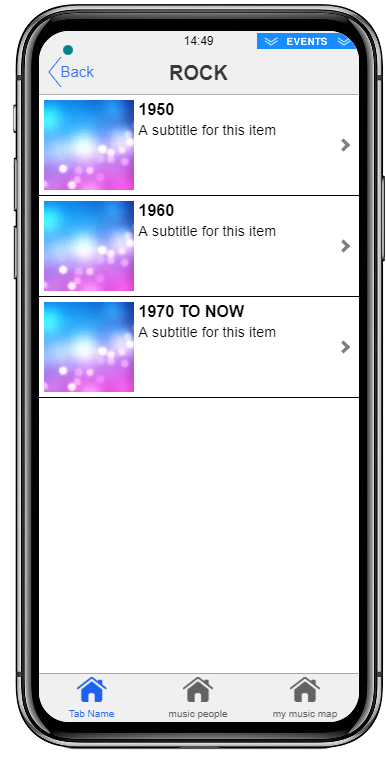 14:49
EVENTS
Back
ROCK
1950
A subtitle for this item
1960
A subtitle for this item
1970 TO NOW
A subtitle for this item
Tab Name
music people
my music map